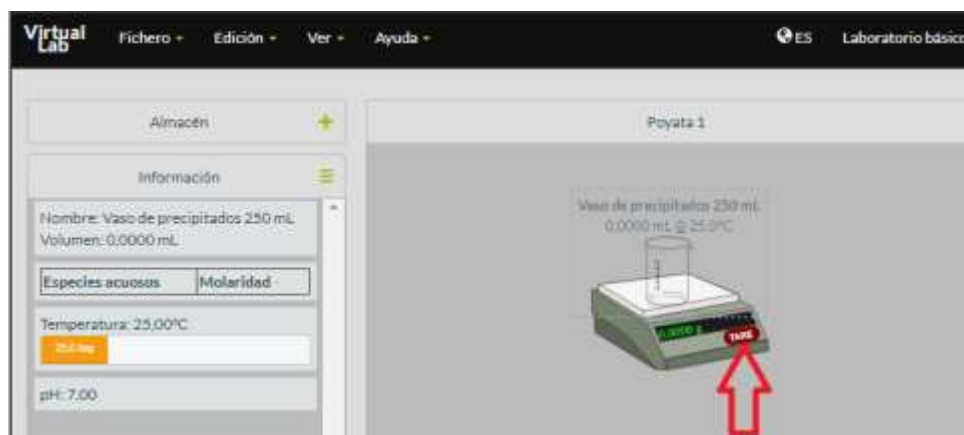 Virtual Lab Fichero Edición Ver Ayuda ES Laboratorio básico
Almacén
Poyata 1
Información
Nombre: Vaso de precipitados 250 mL
Volumen: 0,0000 mL
Especies acuosos Molaridad
Temperatura: 25,00°C
pH: 7.00
Vaso de precipitados 250 mL
0,0000 mL @ 25.0°C
0,0000 g
TARE